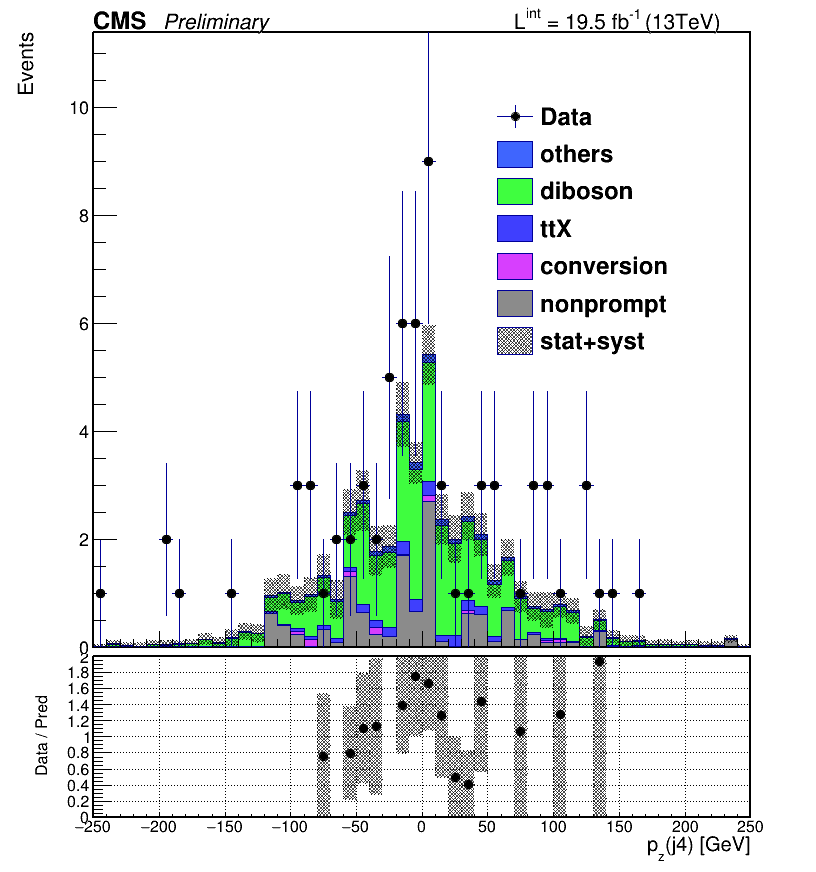 CMS Preliminary L^int = 19.5 fb^-1 (13TeV)
Events
10
8
6
4
2
0
Data
others
diboson
ttX
conversion
nonprompt
stat+syst
Data / Pred
2
1.8
1.6
1.4
1.2
1
0.8
0.6
0.4
0.2
0
−250 −200 −150 −100 −50 0 50 100 150 200 250
p_z(j4) [GeV]